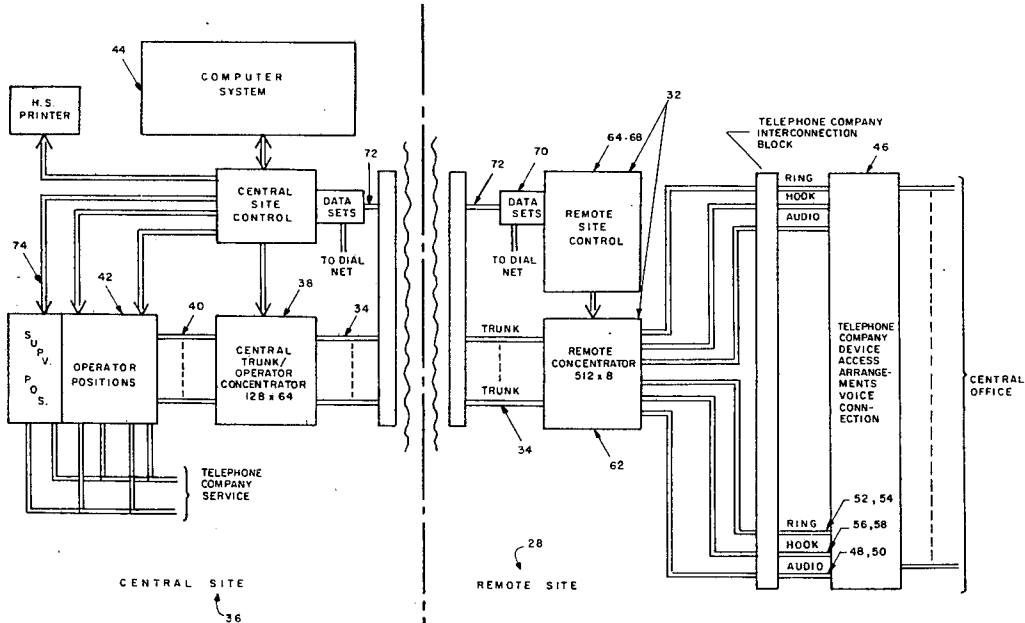 44
COMPUTER
SYSTEM
H.S.
PRINTER
CENTRAL
SITE
CONTROL
DATA
SETS
72
TO DIAL
NET
74
42
40
38
34
SUPV.
POS.
OPERATOR
POSITIONS
CENTRAL
TRUNK/
OPERATOR
CONCENTRATOR
128 x 64
TELEPHONE
COMPANY
SERVICE
CENTRAL SITE
36
32
72
70
DATA
SETS
TO DIAL
NET
64-68
REMOTE
SITE
CONTROL
TRUNK
TRUNK
34
REMOTE
CONCENTRATOR
512 x 8
62
28
REMOTE SITE
TELEPHONE COMPANY
INTERCONNECTION
BLOCK
46
RING
HOOK
AUDIO
TELEPHONE
COMPANY
DEVICE
ACCESS
ARRANGE-
MENTS
VOICE
CONN-
ECTION
CENTRAL
OFFICE
RING
52, 54
HOOK
56, 58
AUDIO
48, 50